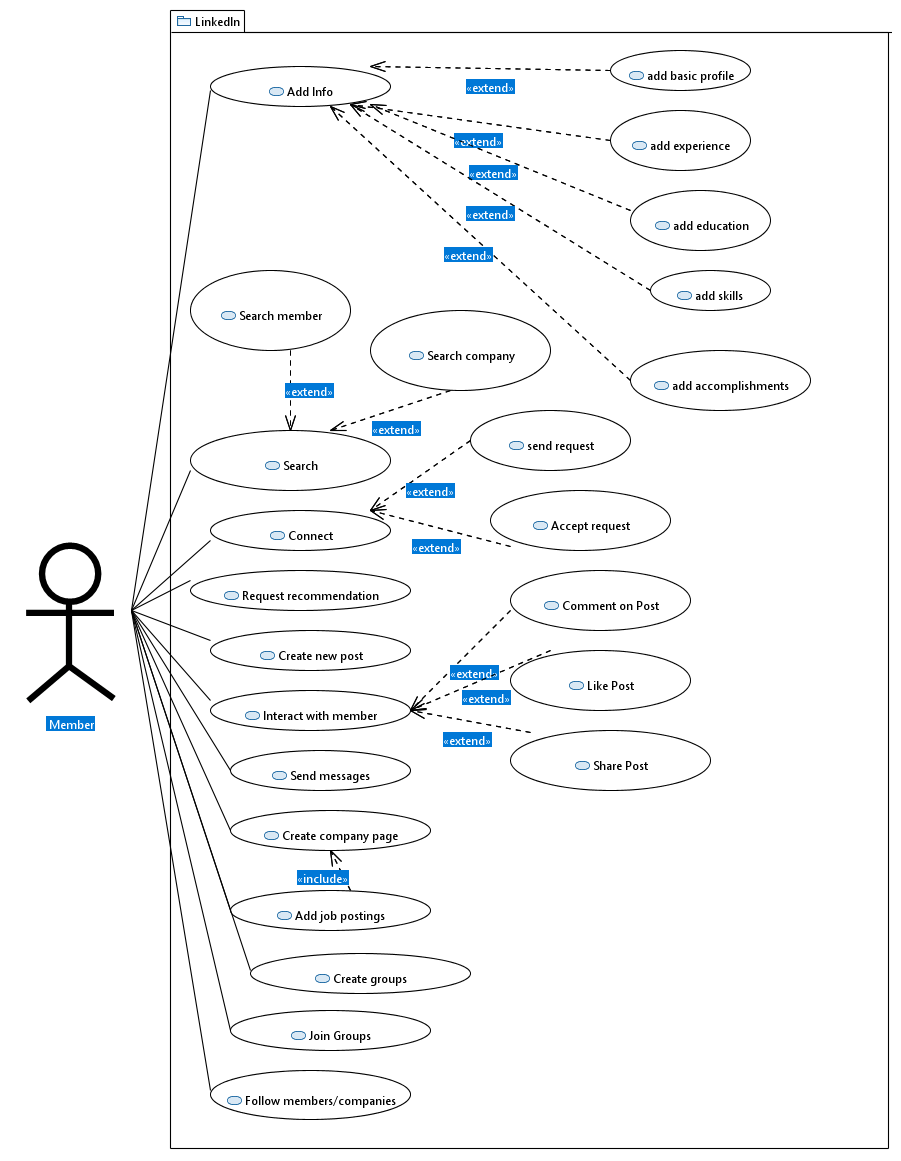 LinkedIn
Add Info
«extend»
add basic profile
«extend»
add experience
«extend»
add education
«extend»
add skills
«extend»
add accomplishments
Search member
Search company
«extend»
«extend»
Search
send request
«extend»
Connect
Accept request
«extend»
Request recommendation
Comment on Post
Create new post
«extend»
Like Post
«extend»
Interact with member
«extend»
Share Post
Member
Send messages
Create company page
«include»
Add job postings
Create groups
Join Groups
Follow members/companies